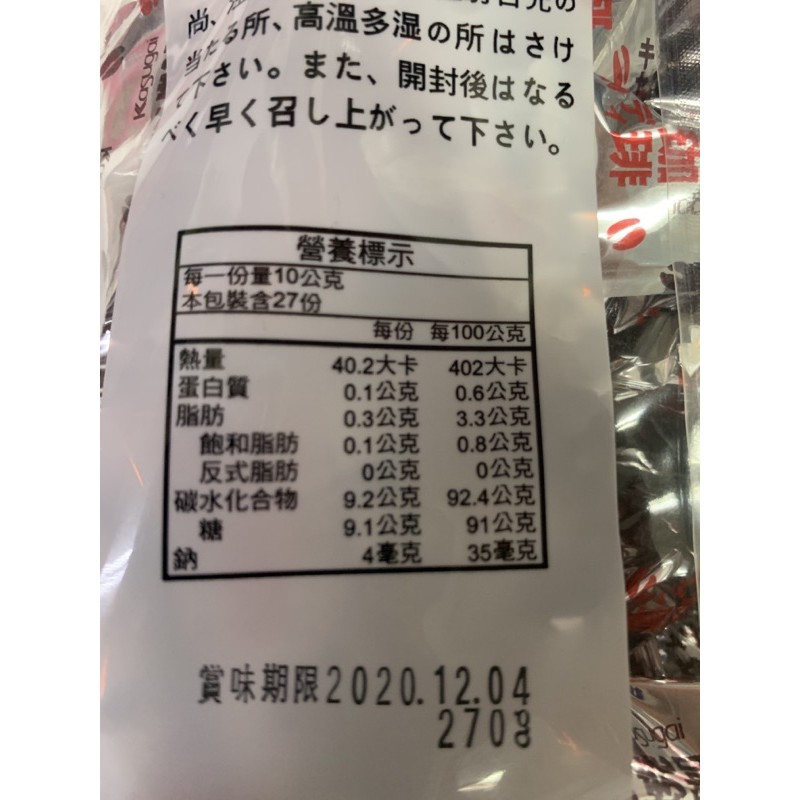 尚、
当たる所、高溫多湿の所はさけ
て下さい。また、開封後はなる
べく早く召し上がって下さい。
Kasugai
營養標示
每一份量10公克
本包裝含27份
每份 每100公克
熱量 40.2大卡 402大卡
蛋白質 0.1公克 0.6公克
脂肪 0.3公克 3.3公克
飽和脂肪 0.1公克 0.8公克
反式脂肪 0公克 0公克
碳水化合物 9.2公克 92.4公克
糖 9.1公克 91公克
鈉 4毫克 35毫克
賞味期限2020.12.04
270g